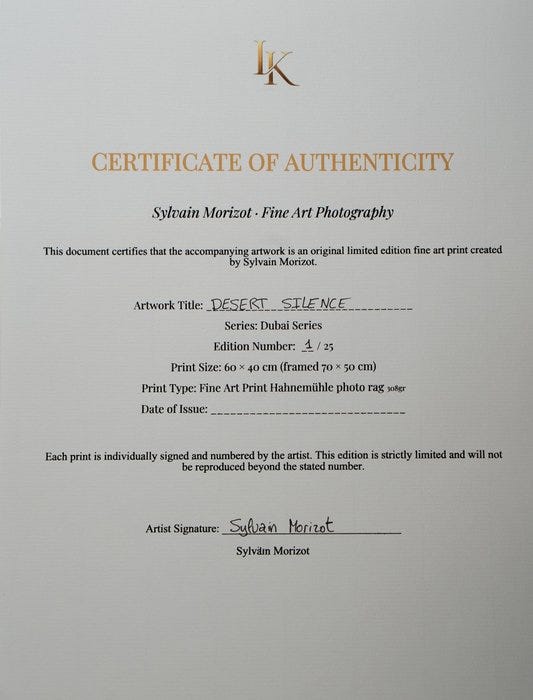 LK
CERTIFICATE OF AUTHENTICITY
Sylvain Morizot · Fine Art Photography
This document certifies that the accompanying artwork is an original limited edition fine art print created
by Sylvain Morizot.
Artwork Title: DESERT SILENCE
Series: Dubai Series
Edition Number: 1 / 25
Print Size: 60 × 40 cm (framed 70 × 50 cm)
Print Type: Fine Art Print Hahnemühle photo rag 308gr
Date of Issue:
Each print is individually signed and numbered by the artist. This edition is strictly limited and will not
be reproduced beyond the stated number.
Artist Signature: Sylvain Morizot
Sylvain Morizot